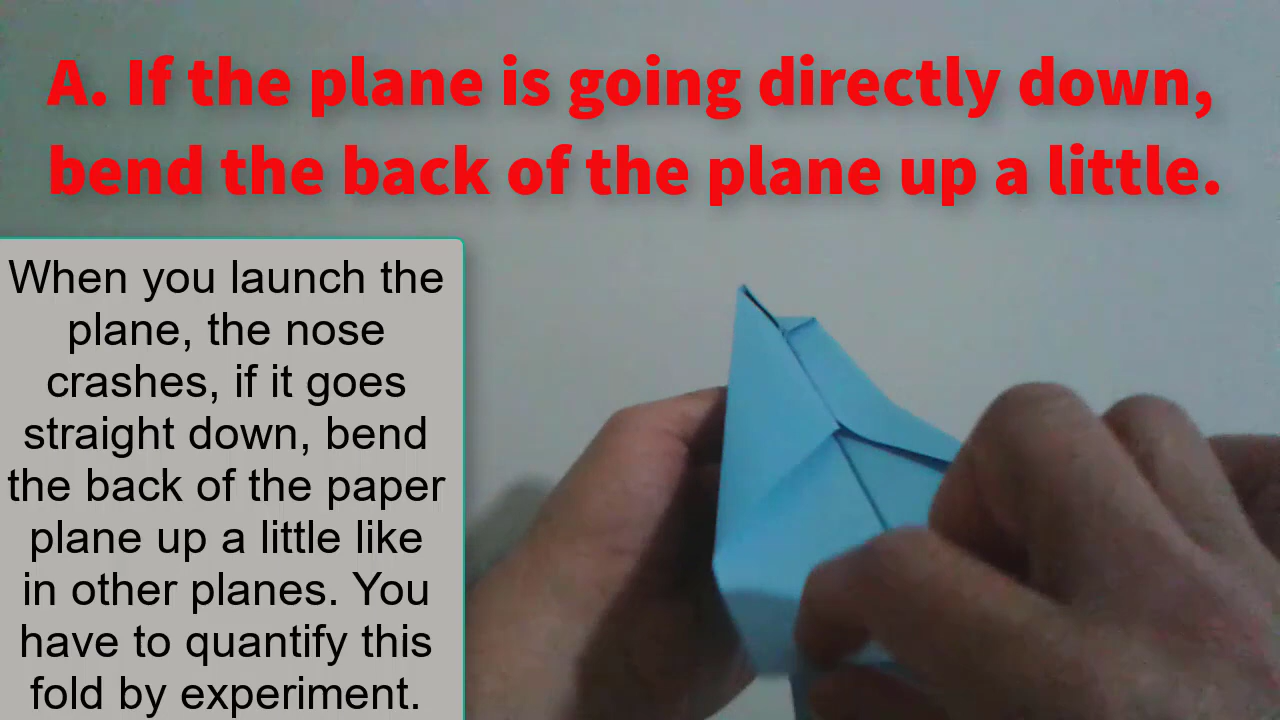 A. If the plane is going directly down,
bend the back of the plane up a little.
When you launch the
plane, the nose
crashes, if it goes
straight down, bend
the back of the paper
plane up a little like
in other planes. You
have to quantify this
fold by experiment.